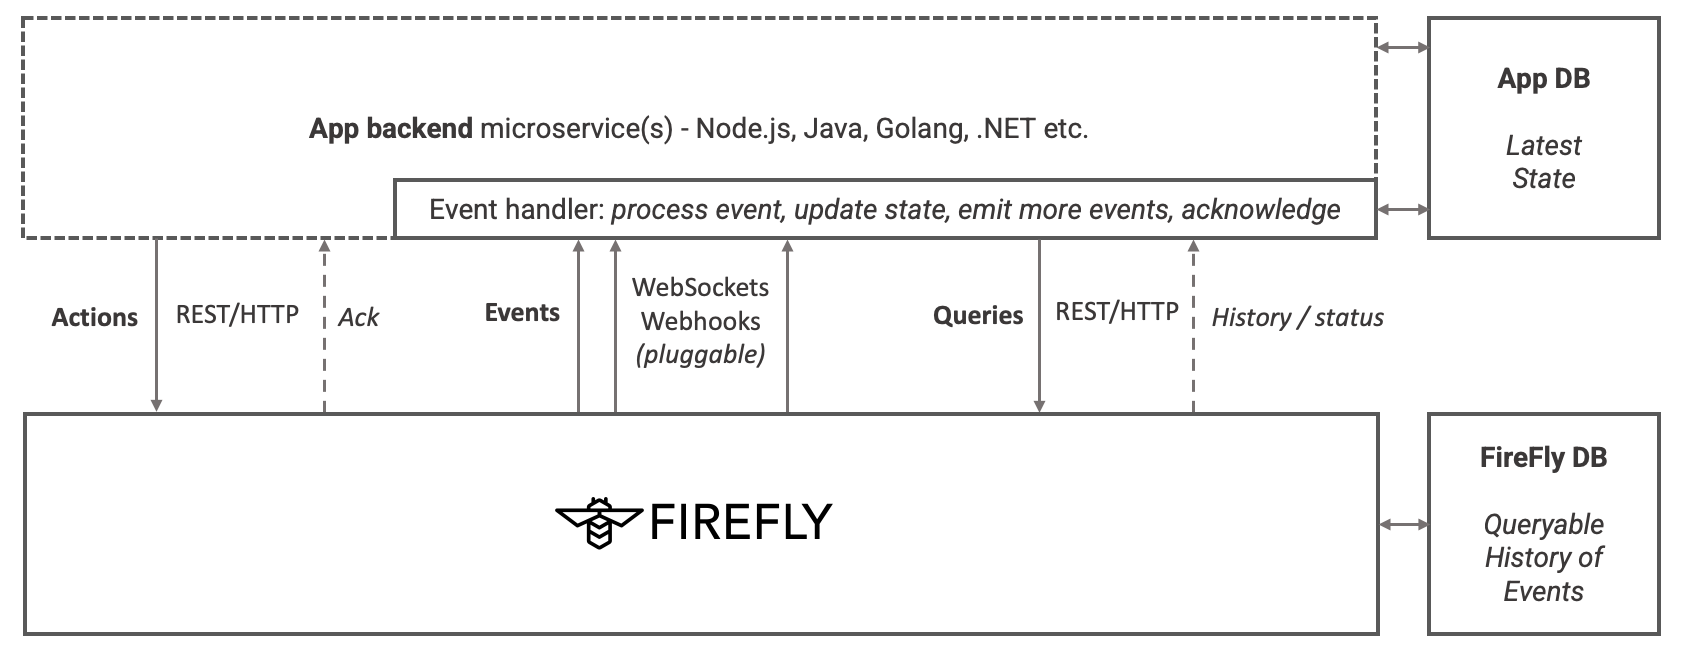 App backend microservice(s) - Node.js, Java, Golang, .NET etc.
Event handler: process event, update state, emit more events, acknowledge
App DB
Latest
State
Actions
REST/HTTP
Ack
Events
WebSockets
Webhooks
(pluggable)
Queries
REST/HTTP
History / status
FIREFLY
FireFly DB
Queryable
History of
Events